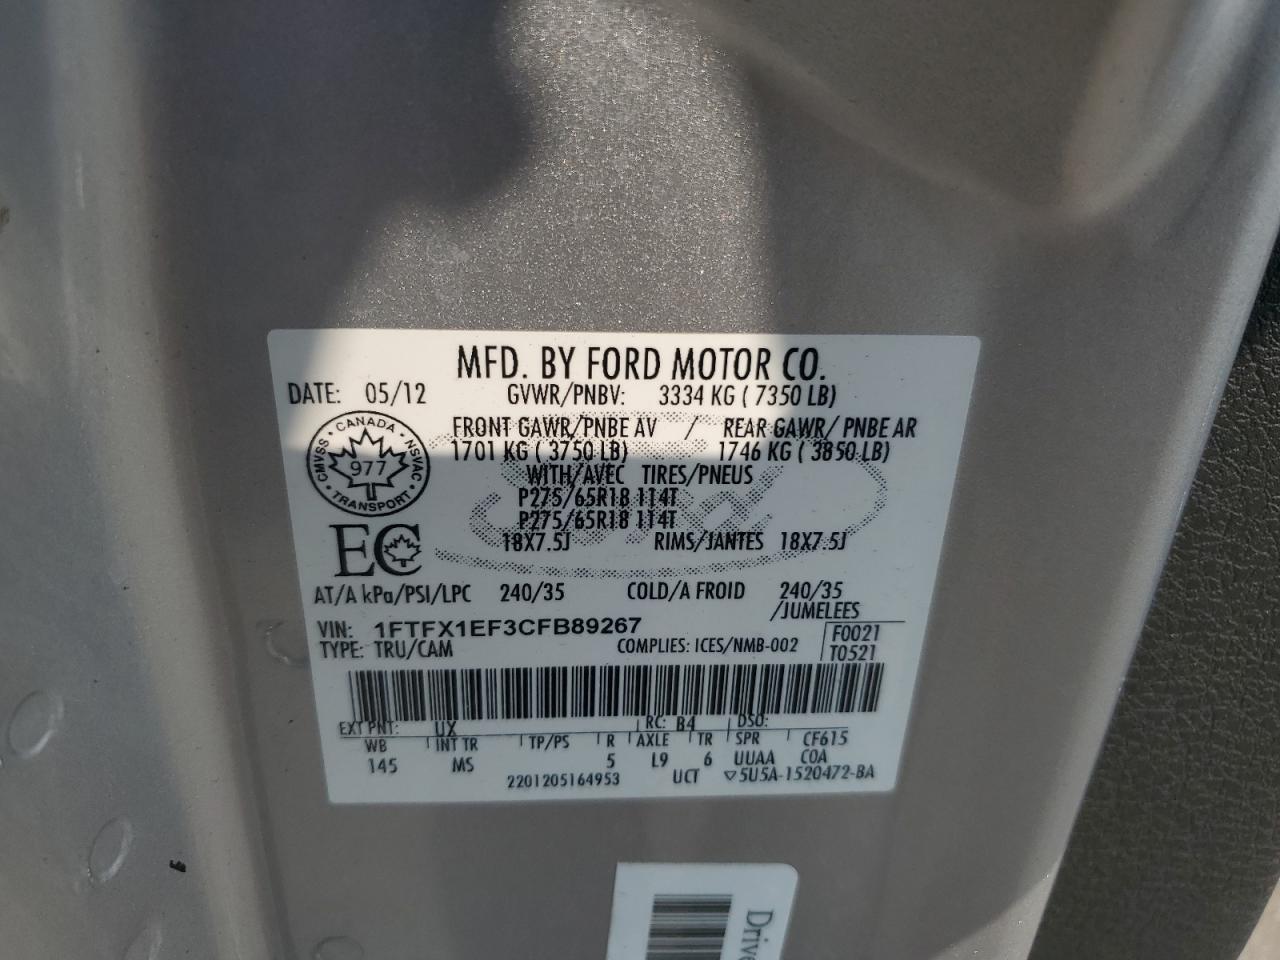 MFD. BY FORD MOTOR CO.
DATE: 05/12 GVWR/PNBV: 3334 KG ( 7350 LB)
FRONT GAWR/PNBE AV / REAR GAWR/ PNBE AR
1701 KG ( 3750 LB) 1746 KG ( 3850 LB)
WITH/AVEC TIRES/PNEUS
P275/65R18 114T
P275/65R18 114T
18X7.5J RIMS/JANTES 18X7.5J
CANADA
CMVSS NSVAC
977
TRANSPORT
EC
AT/A kPa/PSI/LPC 240/35 COLD/A FROID 240/35
/JUMELEES
VIN: 1FTFX1EF3CFB89267 F0021
TYPE: TRU/CAM COMPLIES: ICES/NMB-002 T0521
EXT PNT: UX RC: B4 DSO:
WB INT TR TP/PS R AXLE TR SPR CF615
145 MS 5 L9 6 UUAA COA
2201205164953 UCT ▽5U5A-1520472-BA
Drive